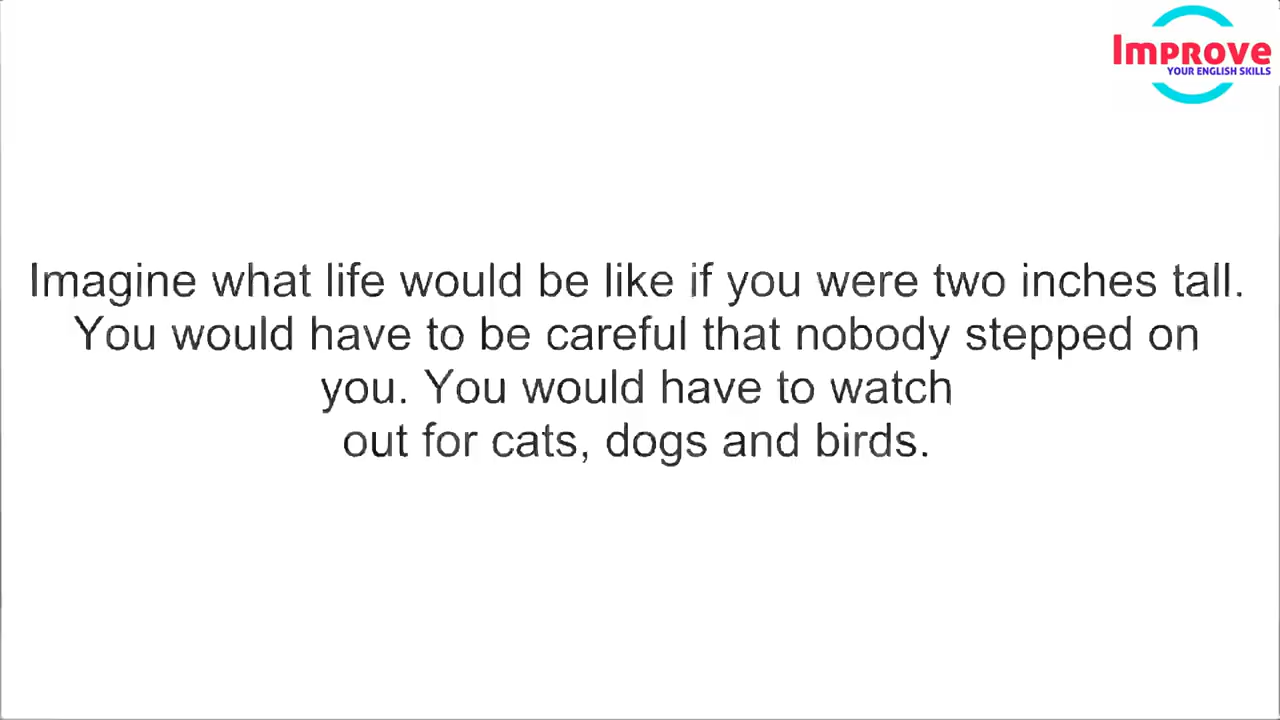 Improve
YOUR ENGLISH SKILLS
Imagine what life would be like if you were two inches tall.
You would have to be careful that nobody stepped on
you. You would have to watch
out for cats, dogs and birds.